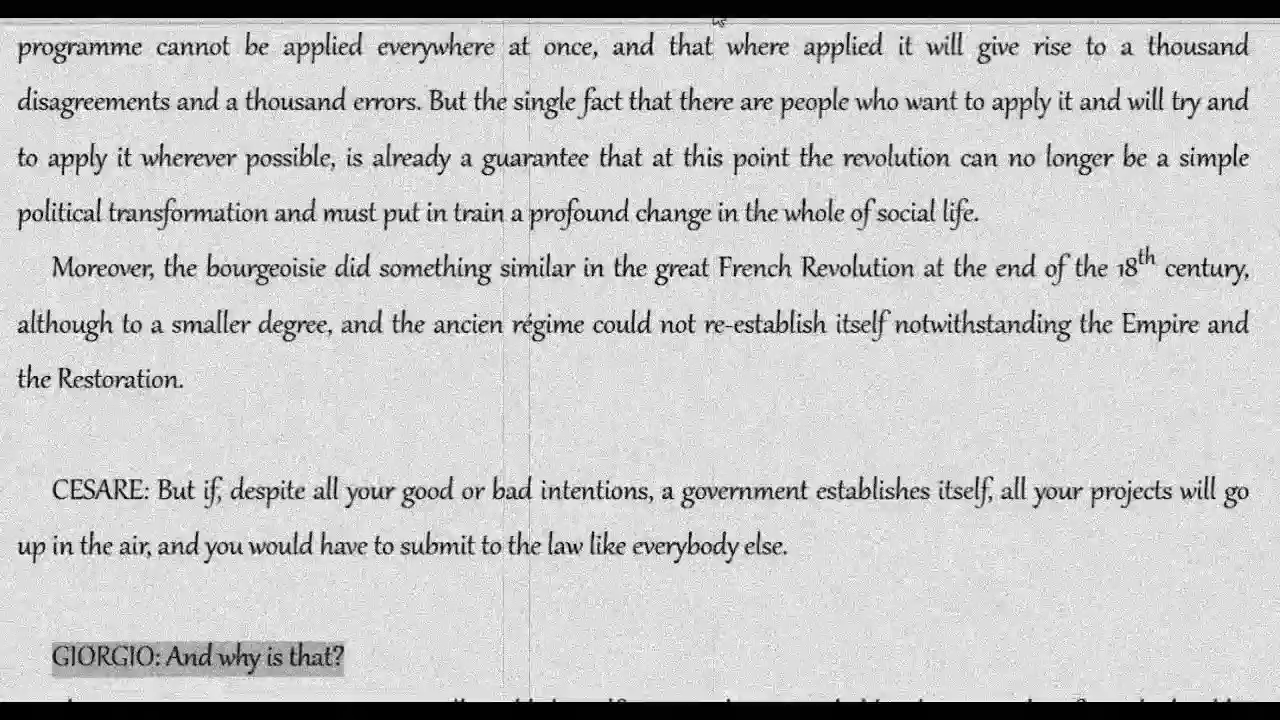 programme cannot be applied everywhere at once, and that where applied it will give rise to a thousand
disagreements and a thousand errors. But the single fact that there are people who want to apply it and will try and
to apply it wherever possible, is already a guarantee that at this point the revolution can no longer be a simple
political transformation and must put in train a profound change in the whole of social life.
Moreover, the bourgeoisie did something similar in the great French Revolution at the end of the 18th century,
although to a smaller degree, and the ancien régime could not re-establish itself notwithstanding the Empire and
the Restoration.
CESARE: But if, despite all your good or bad intentions, a government establishes itself, all your projects will go
up in the air, and you would have to submit to the law like everybody else.
GIORGIO: And why is that?